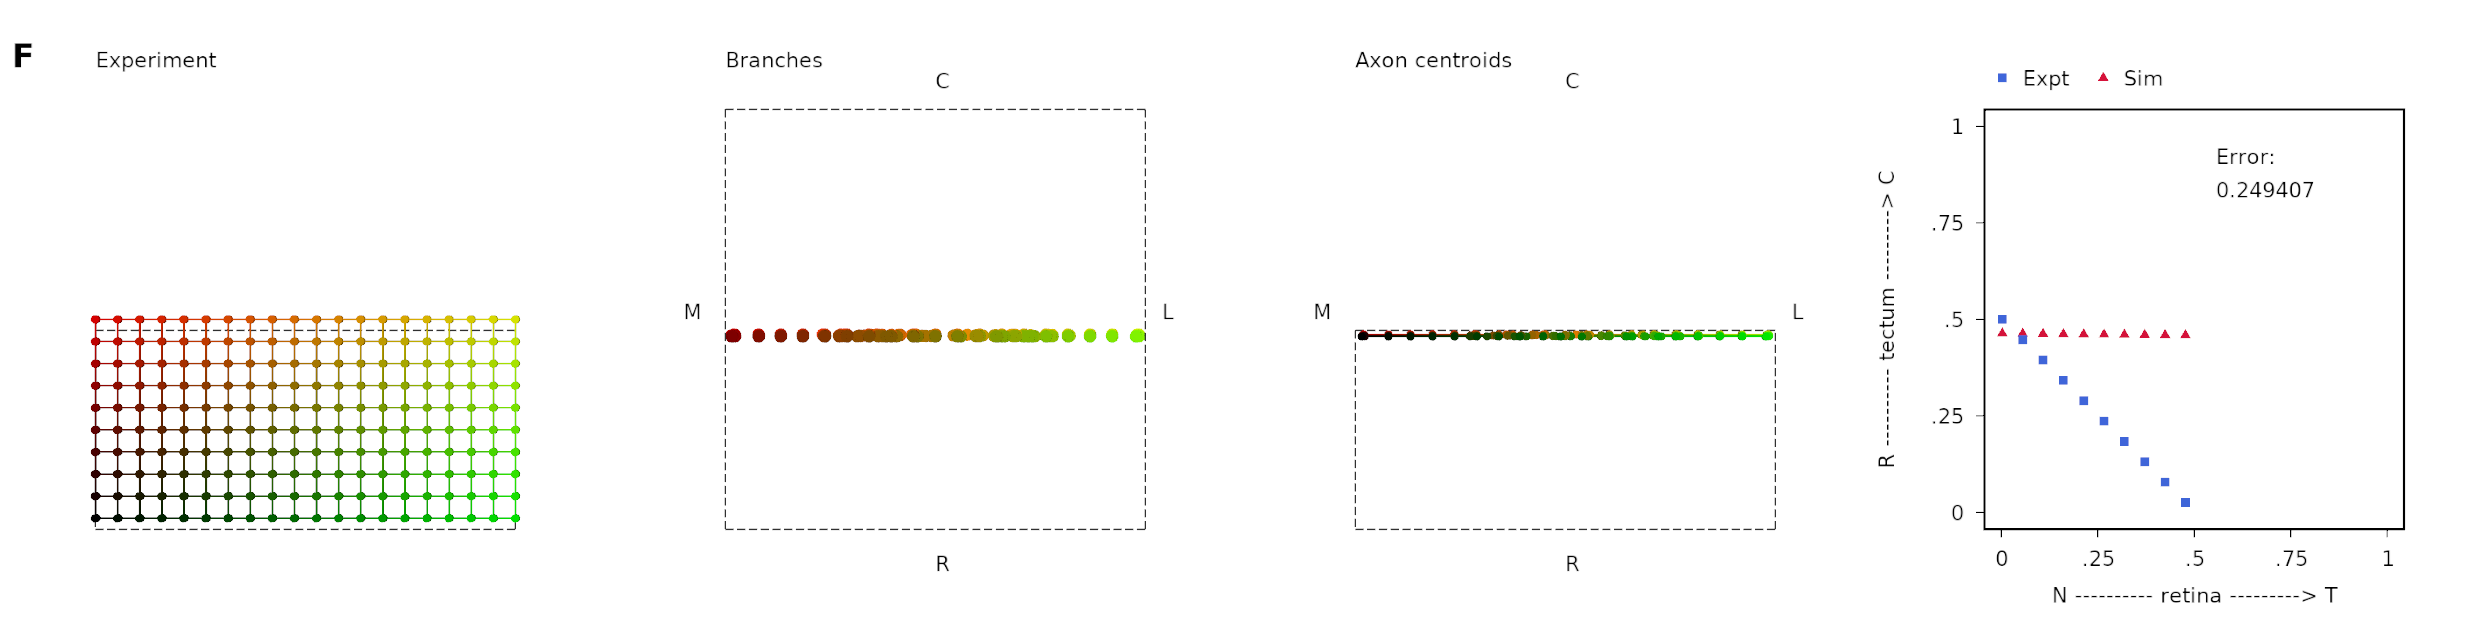 F
Experiment
Branches
C
M
L
R
Axon centroids
C
M
L
R
Expt
Sim
Error:
0.249407
1
.75
.5
.25
0
R ---------- tectum ---------> C
0
.25
.5
.75
1
N ---------- retina ---------> T